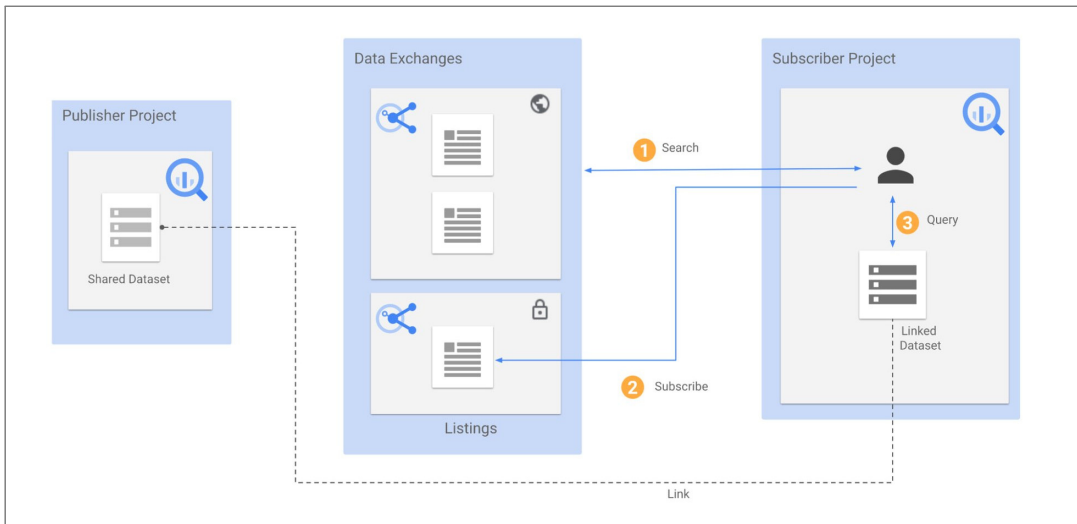 Data Exchanges
Subscriber Project
Publisher Project
1 Search
3 Query
Shared Dataset
Linked
Dataset
2 Subscribe
Listings
Link